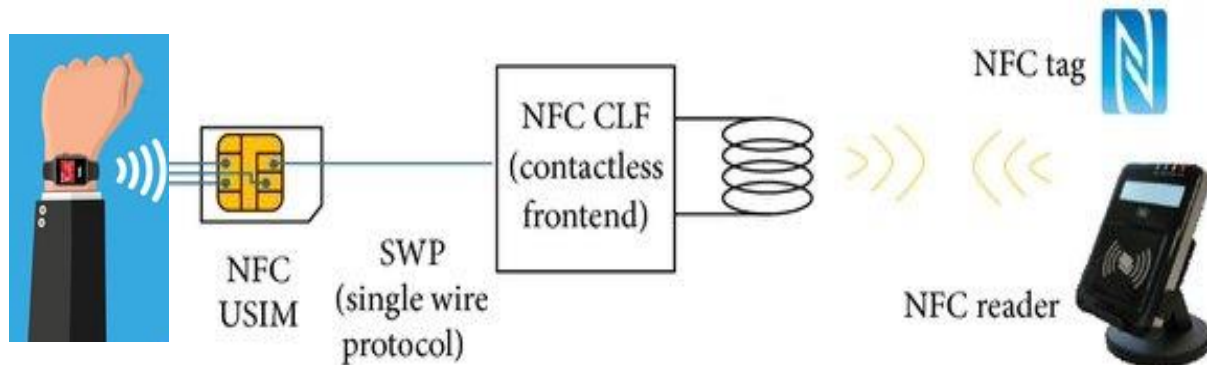 NFC
USIM
SWP
(single wire
protocol)
NFC CLF
(contactless
frontend)
NFC tag
NFC reader